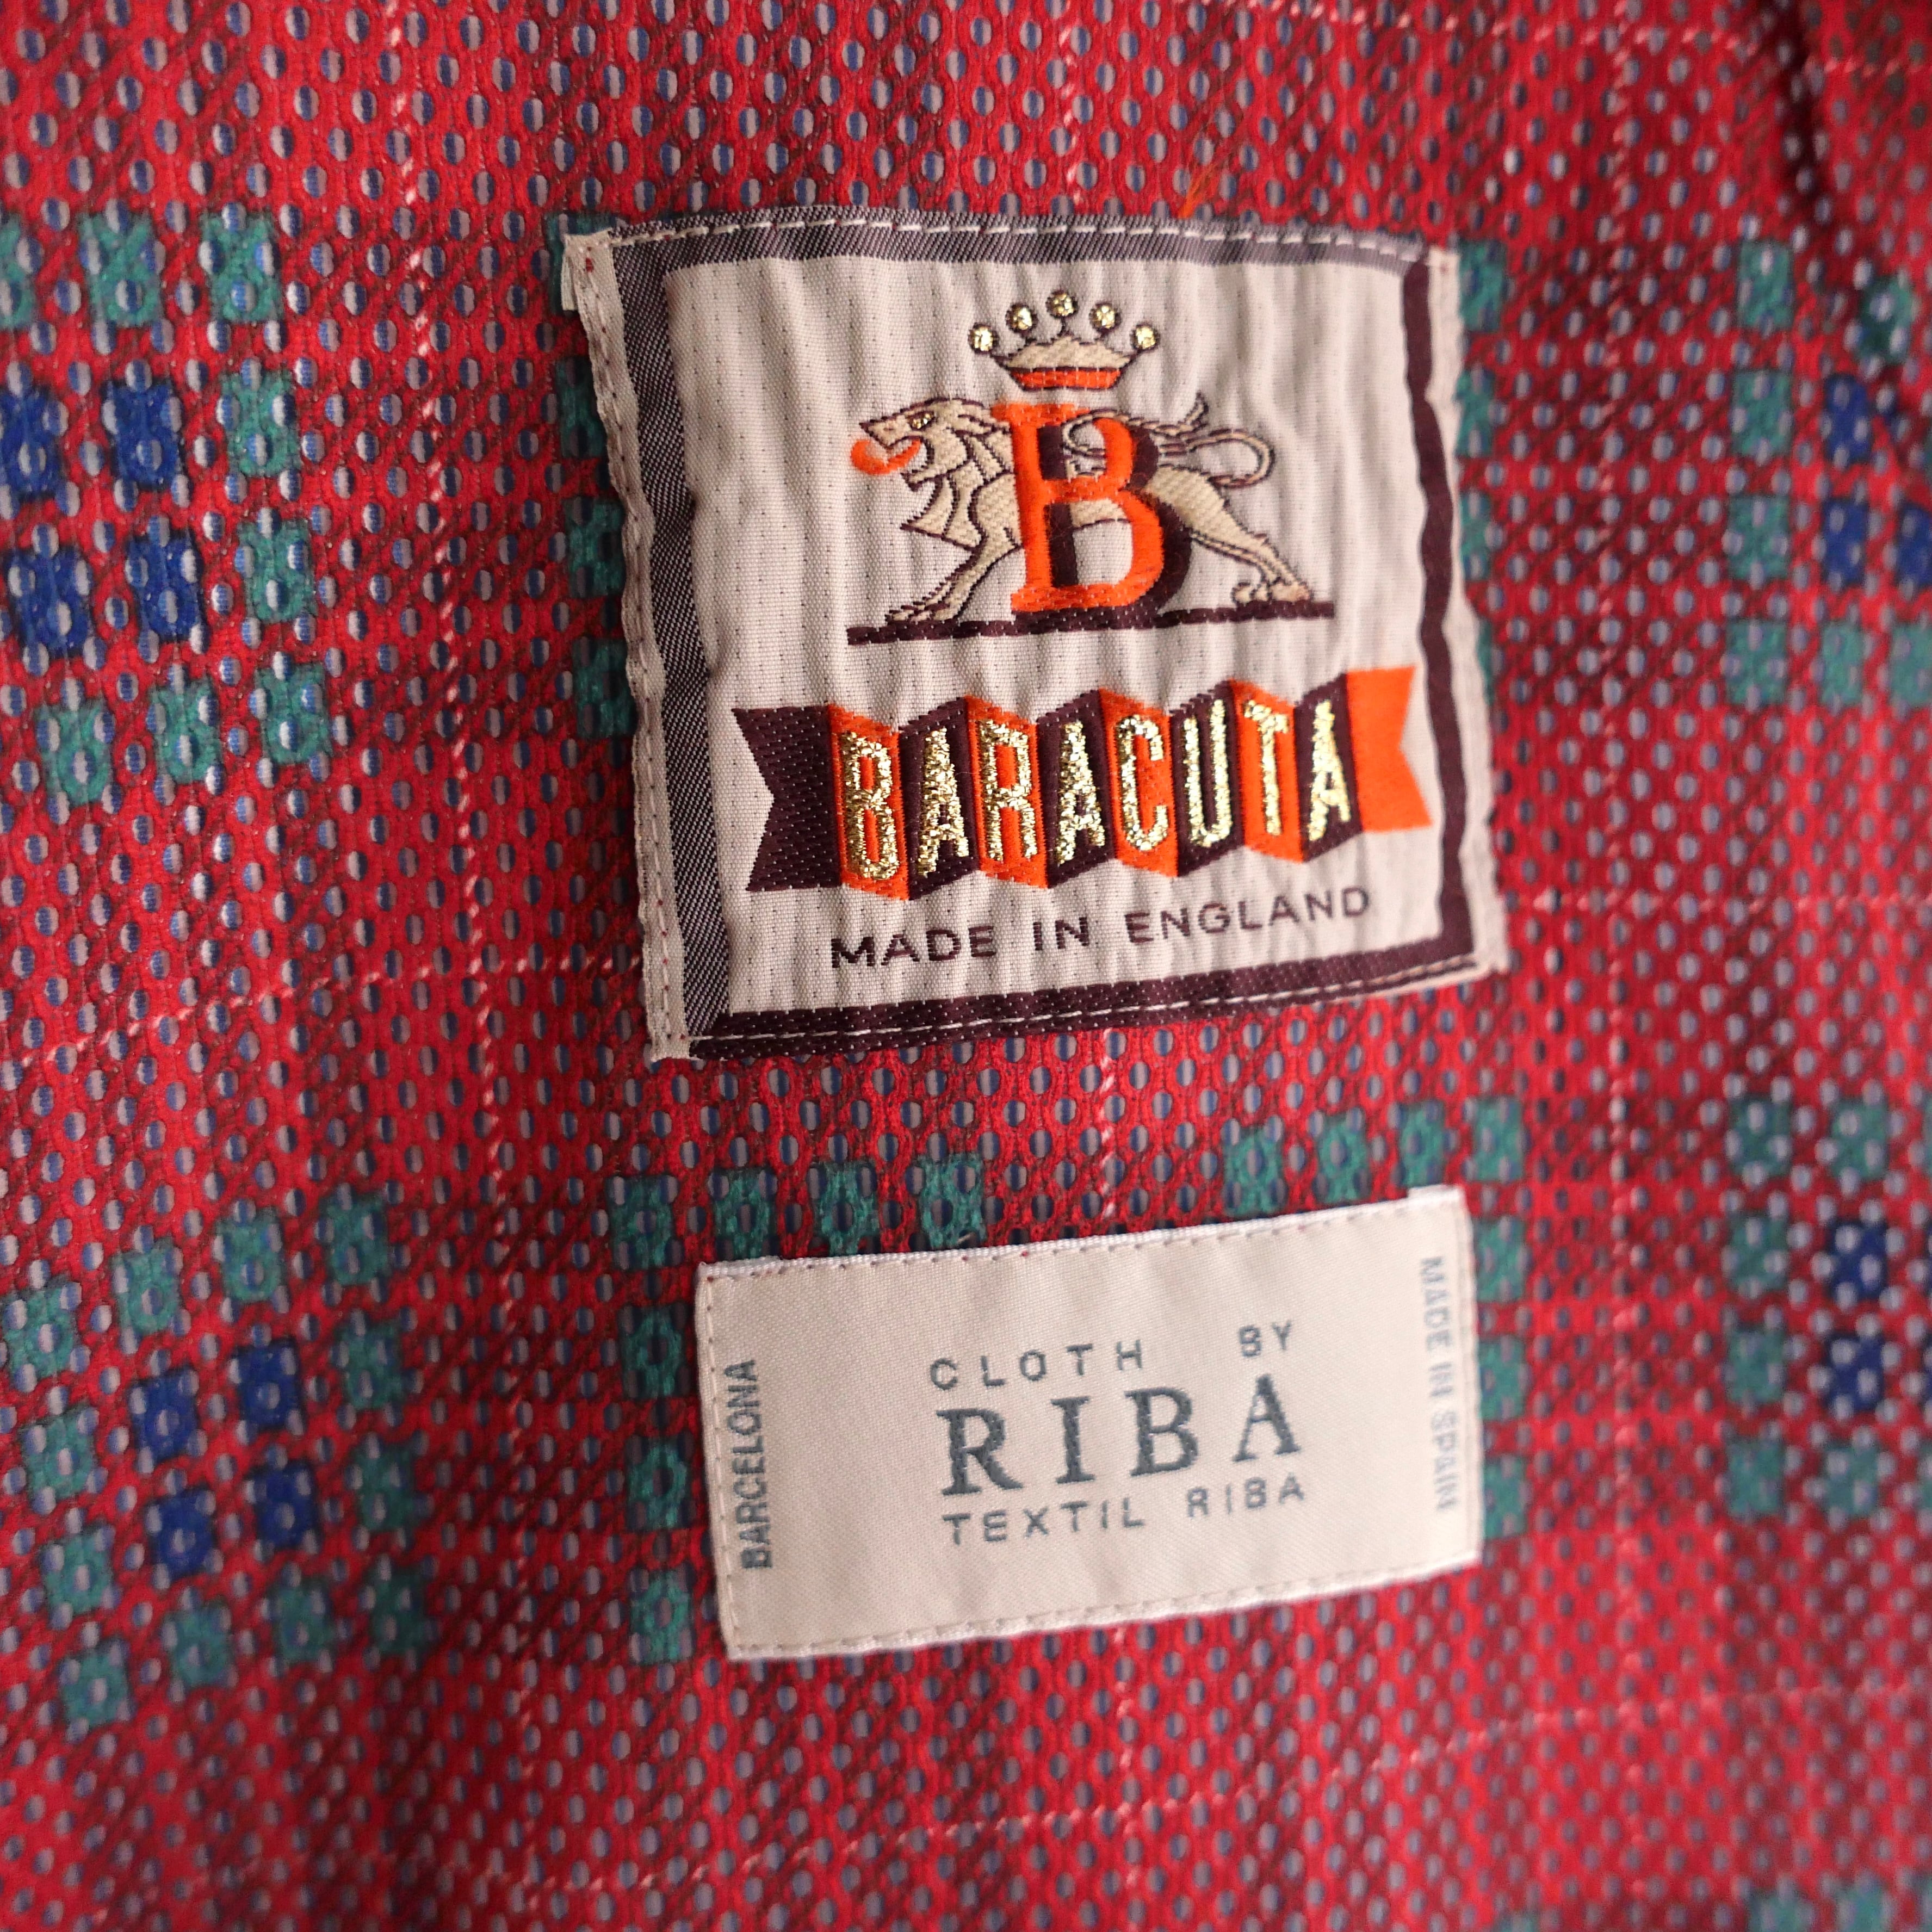 B
BARACUTA
MADE IN ENGLAND
BARCELONA
CLOTH BY
RIBA
TEXTIL RIBA
MADE IN SPAIN